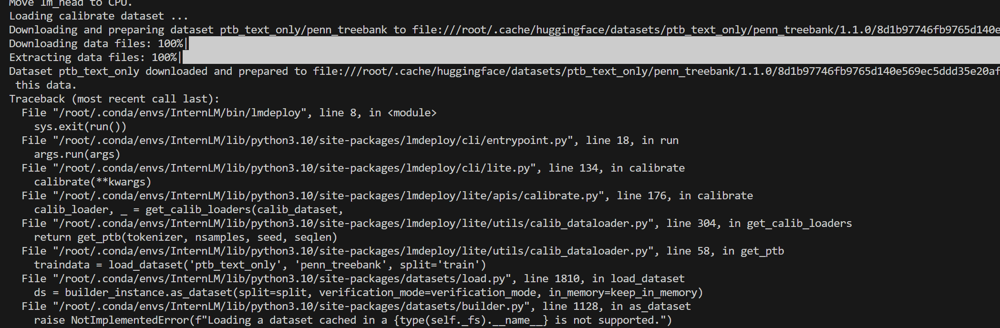 Move lm_head to CPU.
Loading calibrate dataset ...
Downloading and preparing dataset ptb_text_only/penn_treebank to file:///root/.cache/huggingface/datasets/ptb_text_only/penn_treebank/1.1.0/8d1b97746fb9765d140e
Downloading data files: 100%|
Extracting data files: 100%|
Dataset ptb_text_only downloaded and prepared to file:///root/.cache/huggingface/datasets/ptb_text_only/penn_treebank/1.1.0/8d1b97746fb9765d140e569ec5ddd35e20af
this data.
Traceback (most recent call last):
File "/root/.conda/envs/InternLM/bin/lmdeploy", line 8, in <module>
sys.exit(run())
File "/root/.conda/envs/InternLM/lib/python3.10/site-packages/lmdeploy/cli/entrypoint.py", line 18, in run
args.run(args)
File "/root/.conda/envs/InternLM/lib/python3.10/site-packages/lmdeploy/cli/lite.py", line 134, in calibrate
calibrate(**kwargs)
File "/root/.conda/envs/InternLM/lib/python3.10/site-packages/lmdeploy/lite/apis/calibrate.py", line 176, in calibrate
calib_loader, _ = get_calib_loaders(calib_dataset,
File "/root/.conda/envs/InternLM/lib/python3.10/site-packages/lmdeploy/lite/utils/calib_dataloader.py", line 304, in get_calib_loaders
return get_ptb(tokenizer, nsamples, seed, seqlen)
File "/root/.conda/envs/InternLM/lib/python3.10/site-packages/lmdeploy/lite/utils/calib_dataloader.py", line 58, in get_ptb
traindata = load_dataset('ptb_text_only', 'penn_treebank', split='train')
File "/root/.conda/envs/InternLM/lib/python3.10/site-packages/datasets/load.py", line 1810, in load_dataset
ds = builder_instance.as_dataset(split=split, verification_mode=verification_mode, in_memory=keep_in_memory)
File "/root/.conda/envs/InternLM/lib/python3.10/site-packages/datasets/builder.py", line 1128, in as_dataset
raise NotImplementedError(f"Loading a dataset cached in a {type(self._fs).__name__} is not supported.")